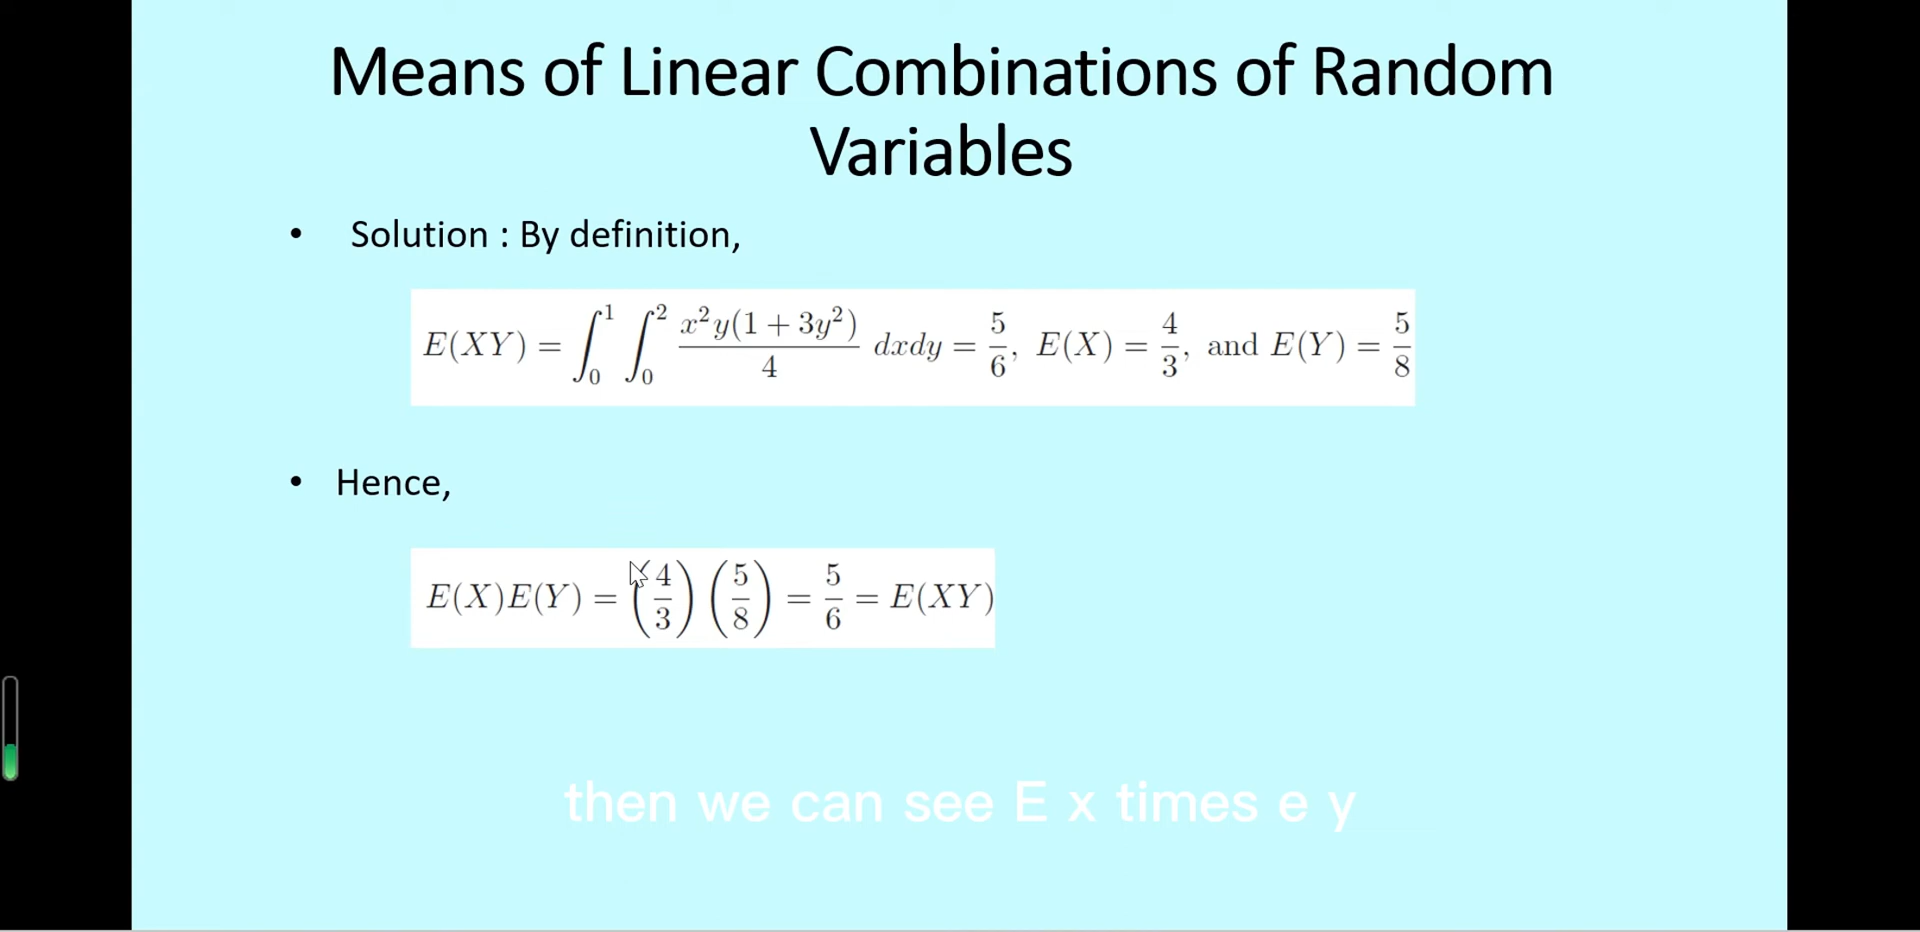 Means of Linear Combinations of Random
Variables
• Solution : By definition,
E(XY) = ∫₀¹ ∫₀² x²y(1 + 3y²)/4 dxdy = 5/6, E(X) = 4/3, and E(Y) = 5/8
• Hence,
E(X)E(Y) = (4/3)(5/8) = 5/6 = E(XY)
then we can see E x times e y